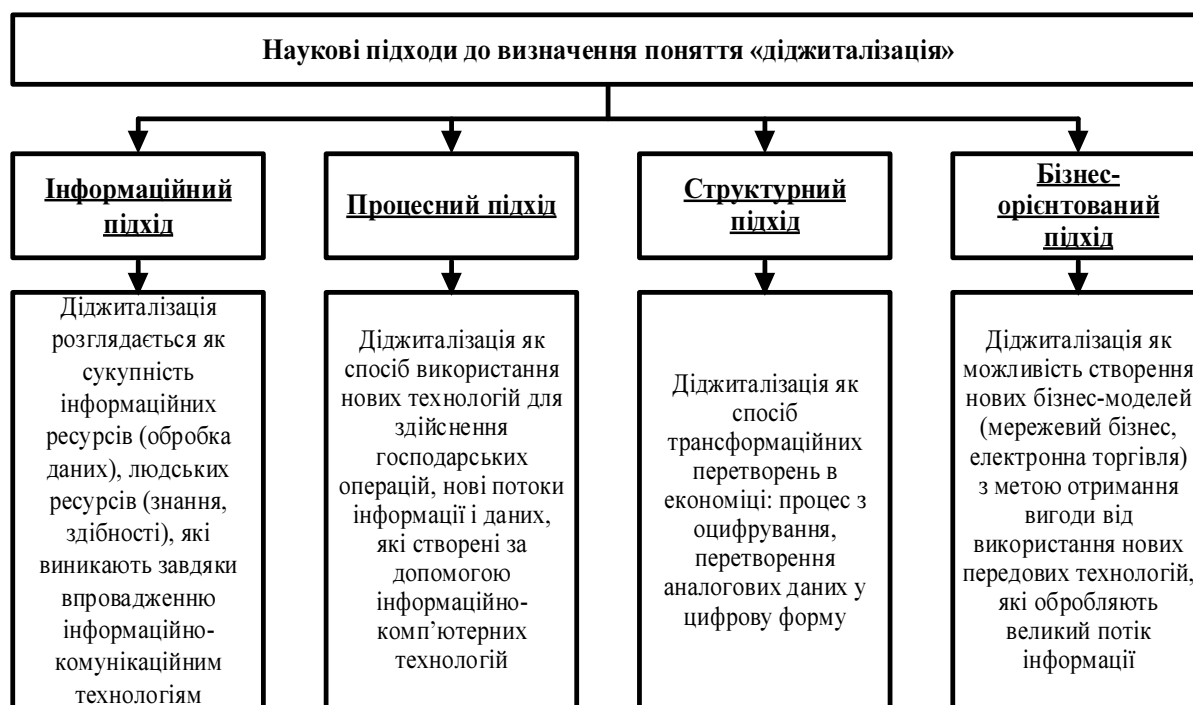 Наукові підходи до визначення поняття «діджиталізація»
Інформаційний
підхід
Процесний підхід
Структурний
підхід
Бізнес-
орієнтований
підхід
Діджиталізація
розглядається як
сукупність
інформаційних
ресурсів (обробка
даних), людських
ресурсів (знання,
здібності), які
виникають завдяки
впровадженню
інформаційно-
комунікаційним
технологіям
Діджиталізація як
спосіб використання
нових технологій для
здійснення
господарських
операцій, нові потоки
інформації і даних,
які створені за
допомогою
інформаційно-
комп’ютерних
технологій
Діджиталізація як
спосіб
трансформаційних
перетворень в
економіці: процес з
оцифрування,
перетворення
аналогових даних у
цифрову форму
Діджиталізація як
можливість створення
нових бізнес-моделей
(мережевий бізнес,
електронна торгівля)
з метою отримання
вигоди від
використання нових
передових технологій,
які обробляють
великий потік
інформації